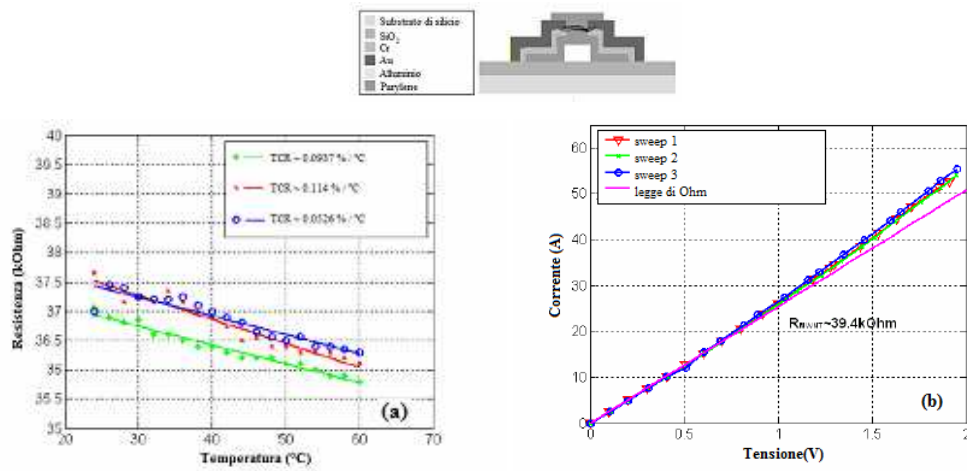 Substrato di silicio
SiO2
Cr
Au
Alluminio
Parylene
40
39.5
39
38.5
38
37.5
37
36.5
36
35.5
35
20
30
40
50
60
70
Resistenza (kOhm)
Temperatura (°C)
TCR ~ 0.0937 % / °C
TCR ~ 0.114 % / °C
TCR ~ 0.0526 % / °C
(a)
60
50
40
30
20
10
0
0
0.5
1
1.5
2
Corrente (A)
Tensione(V)
sweep 1
sweep 2
sweep 3
legge di Ohm
~39.4kOhm
(b)